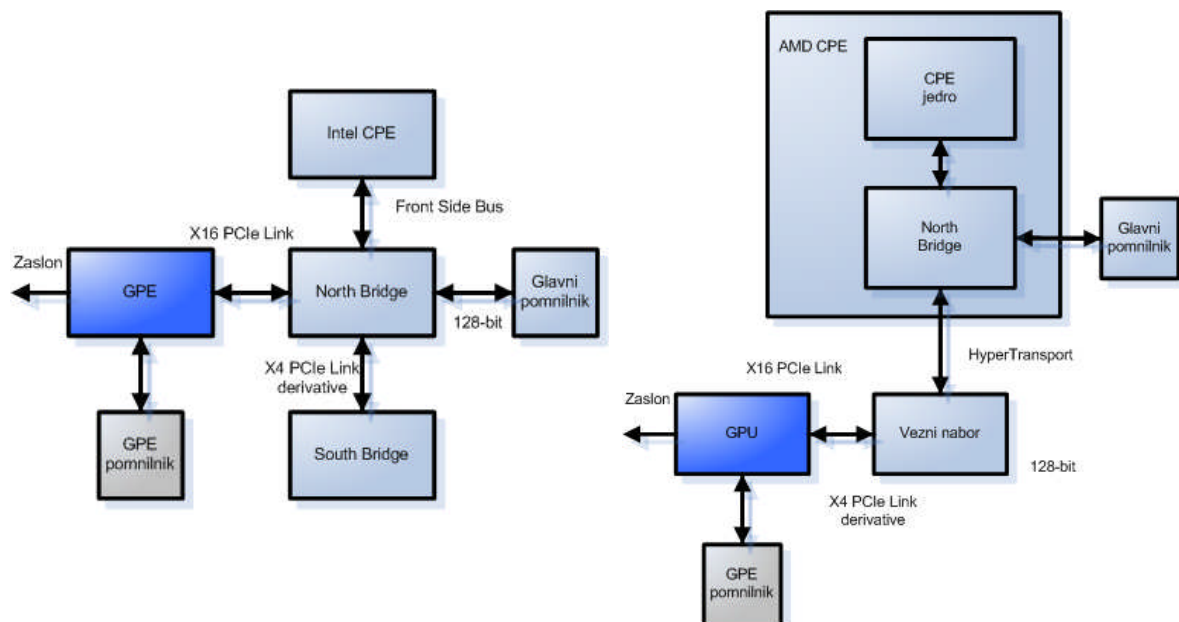 Intel CPE
Front Side Bus
X16 PCIe Link
Zaslon
GPE
North Bridge
Glavni
pomnilnik
128-bit
X4 PCIe Link
derivative
GPE
pomnilnik
South Bridge
AMD CPE
CPE
jedro
North
Bridge
Glavni
pomnilnik
HyperTransport
X16 PCIe Link
Zaslon
GPU
Vezni nabor
128-bit
X4 PCIe Link
derivative
GPE
pomnilnik